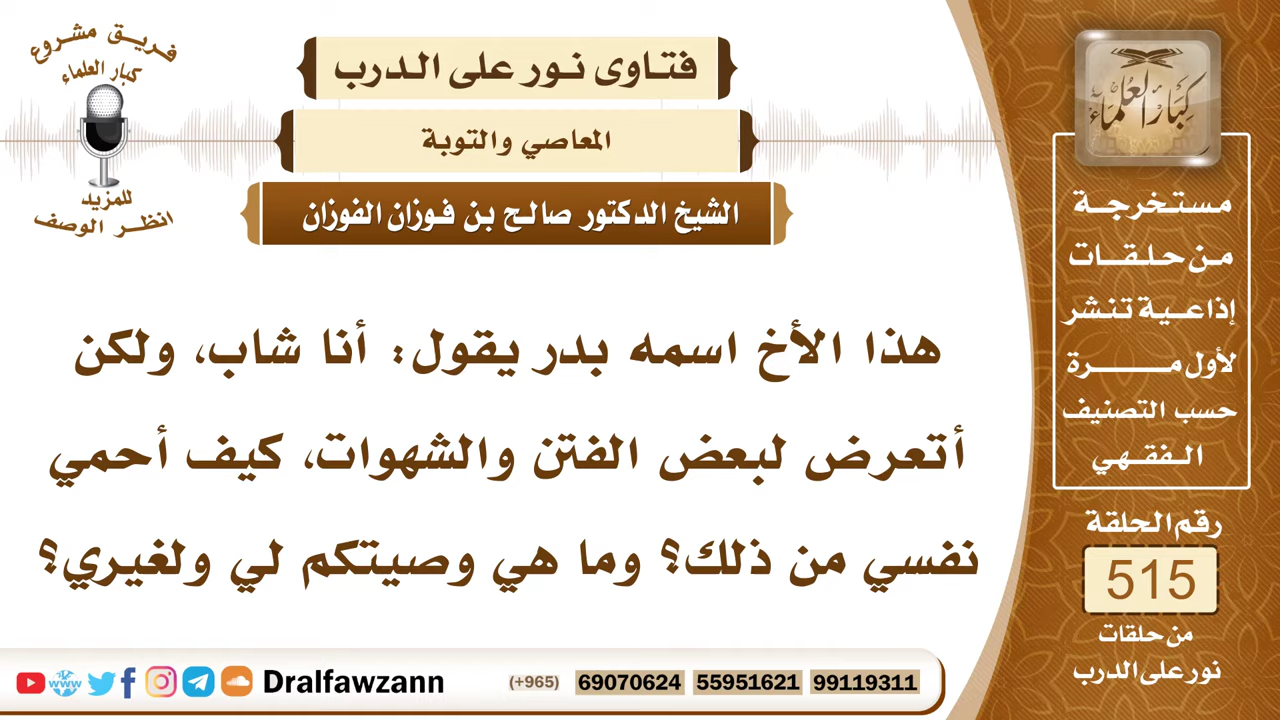 فريق مشروع
كبار العلماء
للمزيد
انظر الوصف
فتاوى نور على الدرب
المعاصي والتوبة
الشيخ الدكتور صالح بن فوزان الفوزان
هذا الأخ اسمه بدر يقول: أنا شاب، ولكن
أتعرض لبعض الفتن والشهوات، كيف أحمي
نفسي من ذلك؟ وما هي وصيتكم لي ولغيري؟
كبار العلماء
مستخرجة
من حلقات
إذاعية تنشر
لأول مرة
حسب التصنيف
الفقهي
رقم الحلقة
515
من حلقات
نور على الدرب
www Dralfawzann (+965) 69070624 55951621 99119311